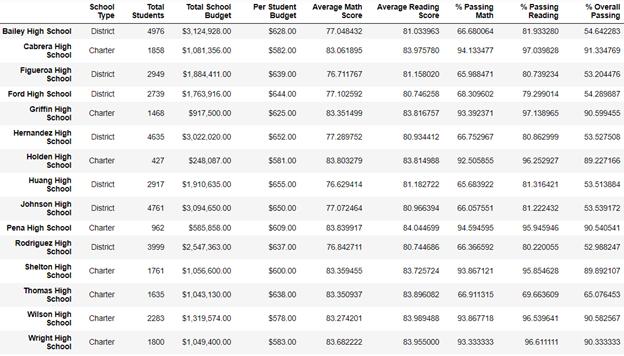 School Type Total Students Total School Budget Per Student Budget Average Math Score Average Reading Score % Passing Math % Passing Reading % Overall Passing
Bailey High School District 4976 $3,124,928.00 $628.00 77.048432 81.033963 66.680064 81.933280 54.642283
Cabrera High School Charter 1858 $1,081,356.00 $582.00 83.061895 83.975780 94.133477 97.039828 91.334769
Figueroa High School District 2949 $1,884,411.00 $639.00 76.711767 81.158020 65.988471 80.739234 53.204476
Ford High School District 2739 $1,763,916.00 $644.00 77.102592 80.746258 68.309602 79.299014 54.289887
Griffin High School Charter 1468 $917,500.00 $625.00 83.351499 83.816757 93.392371 97.138965 90.599455
Hernandez High School District 4635 $3,022,020.00 $652.00 77.289752 80.934412 66.752967 80.862999 53.527508
Holden High School Charter 427 $248,087.00 $581.00 83.803279 83.814988 92.505855 96.252927 89.227166
Huang High School District 2917 $1,910,635.00 $655.00 76.629414 81.182722 65.683922 81.316421 53.513884
Johnson High School District 4761 $3,094,650.00 $650.00 77.072464 80.966394 66.057551 81.222432 53.539172
Pena High School Charter 962 $585,858.00 $609.00 83.839917 84.044699 94.594595 95.945946 90.540541
Rodriguez High School District 3999 $2,547,363.00 $637.00 76.842711 80.744686 66.366592 80.220055 52.988247
Shelton High School Charter 1761 $1,056,600.00 $600.00 83.359455 83.725724 93.867121 95.854628 89.892107
Thomas High School Charter 1635 $1,043,130.00 $638.00 83.350937 83.896082 66.911315 69.663609 65.076453
Wilson High School Charter 2283 $1,319,574.00 $578.00 83.274201 83.989488 93.867718 96.539641 90.582567
Wright High School Charter 1800 $1,049,400.00 $583.00 83.682222 83.955000 93.333333 96.611111 90.333333